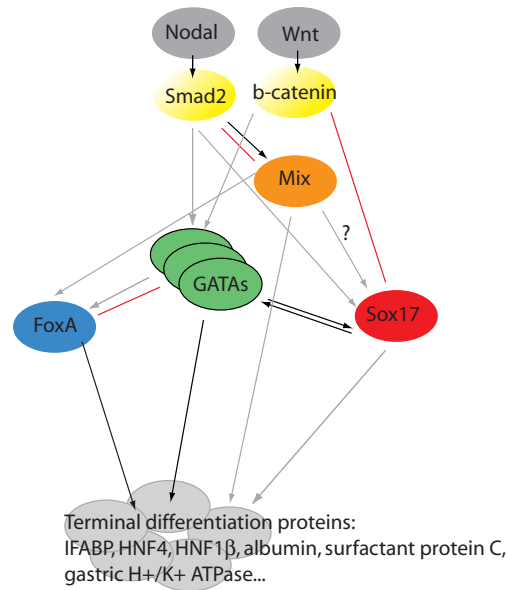 Nodal
Wnt
Smad2
b-catenin
Mix
?
GATAs
FoxA
Sox17
Terminal differentiation proteins:
IFABP, HNF4, HNF1β, albumin, surfactant protein C,
gastric H+/K+ ATPase...